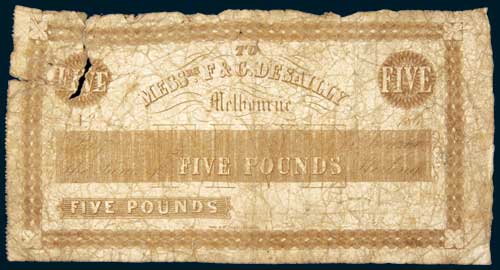 TO
MESSRS F & G. DESAILLY
FIVE FIVE
Melbourne
FIVE POUNDS
FIVE POUNDS